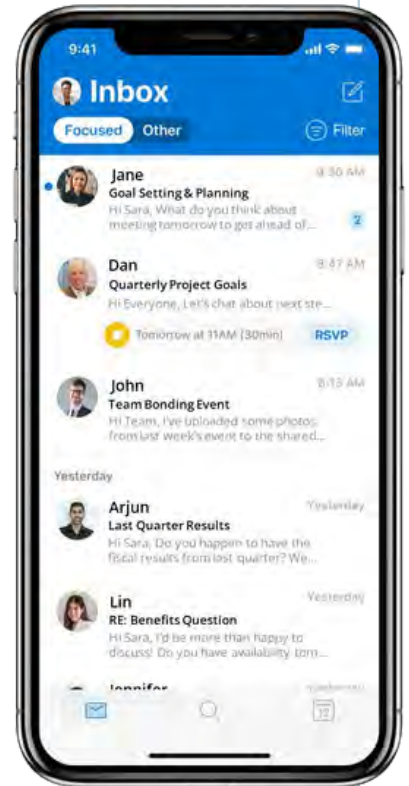 9:41
Inbox
Focused Other Filter
Jane 9:30 AM
Goal Setting & Planning
Hi Sara, What do you think about
meeting tomorrow to get ahead of... 2
Dan 8:47 AM
Quarterly Project Goals
Hi Everyone, Let's chat about next ste...
Tomorrow at 11AM (30min) RSVP
John 8:13 AM
Team Bonding Event
Hi Team, I've uploaded some photos
from last week's event to the shared...
Yesterday
Arjun Yesterday
Last Quarter Results
Hi Sara, Do you happen to have the
fiscal results from last quarter? We...
Lin Yesterday
RE: Benefits Question
Hi Sara, I'd be more than happy to
discuss! Do you have availability tom...
Jennifer Yesterday
12